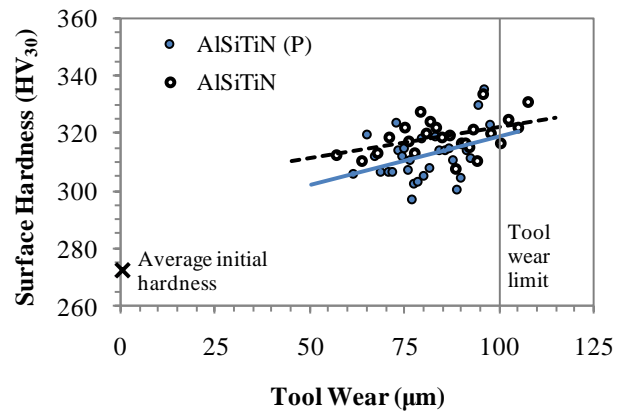 Surface Hardness (HV30)
360
340
320
300
280
260
AlSiTiN (P)
AlSiTiN
Average initial
hardness
Tool
wear
limit
0 25 50 75 100 125
Tool Wear (μm)